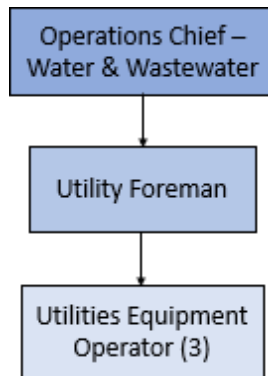 Operations Chief –
Water & Wastewater
Utility Foreman
Utilities Equipment
Operator (3)